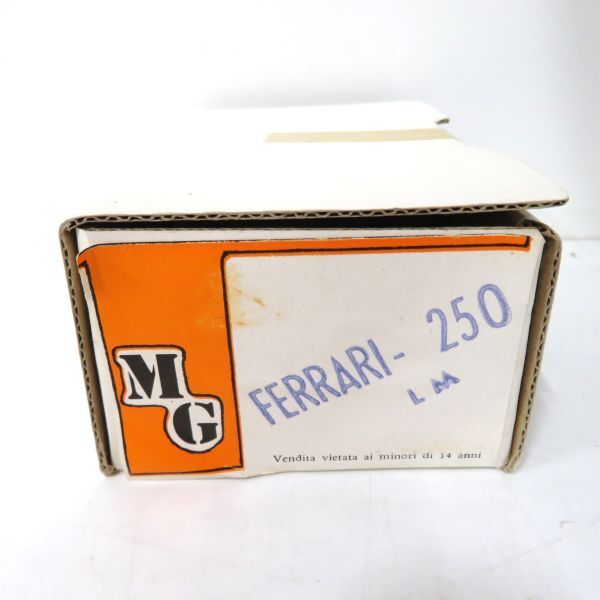 MG
FERRARI- 250
LM
Vendita vietata ai minori di 14 anni